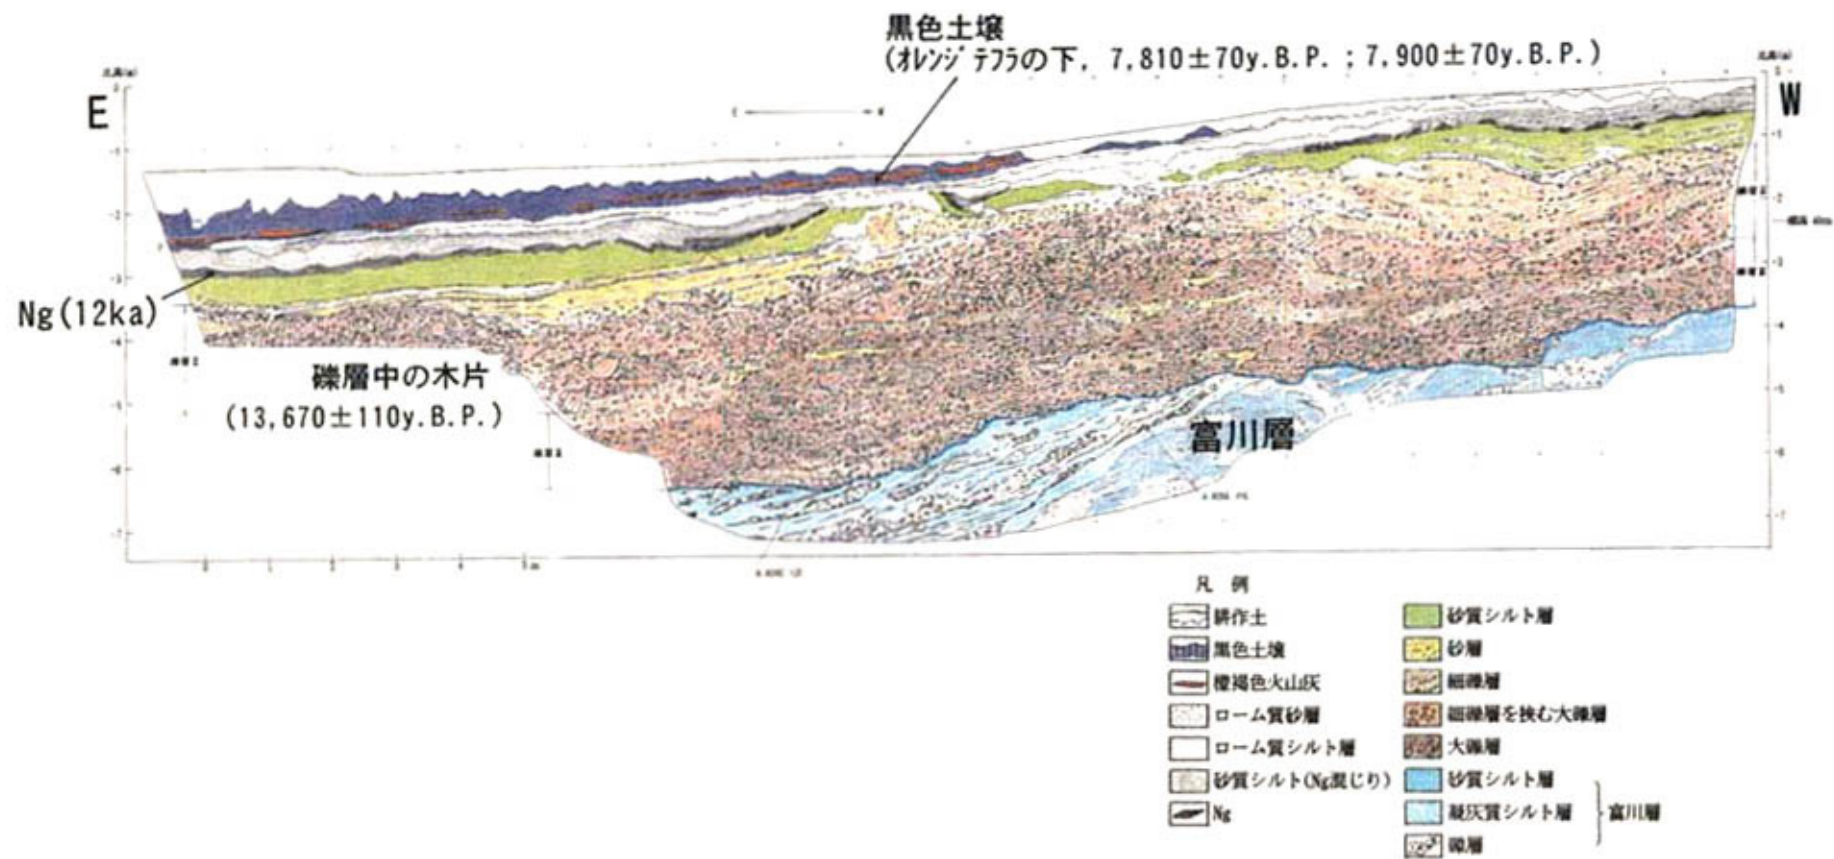 黒色土壌
(オレンジテフラの下, 7,810±70y.B.P. ; 7,900±70y.B.P.)
E
W
Ng(12ka)
礫層中の木片
(13,670±110y.B.P.)
富川層
凡 例
耕作土
黒色土壌
橙褐色火山灰
ローム質砂層
ローム質シルト層
砂質シルト(Ng混じり)
Ng
砂質シルト層
砂層
細礫層
細礫層を挟む大礫層
大礫層
砂質シルト層
凝灰質シルト層
礫層
富川層